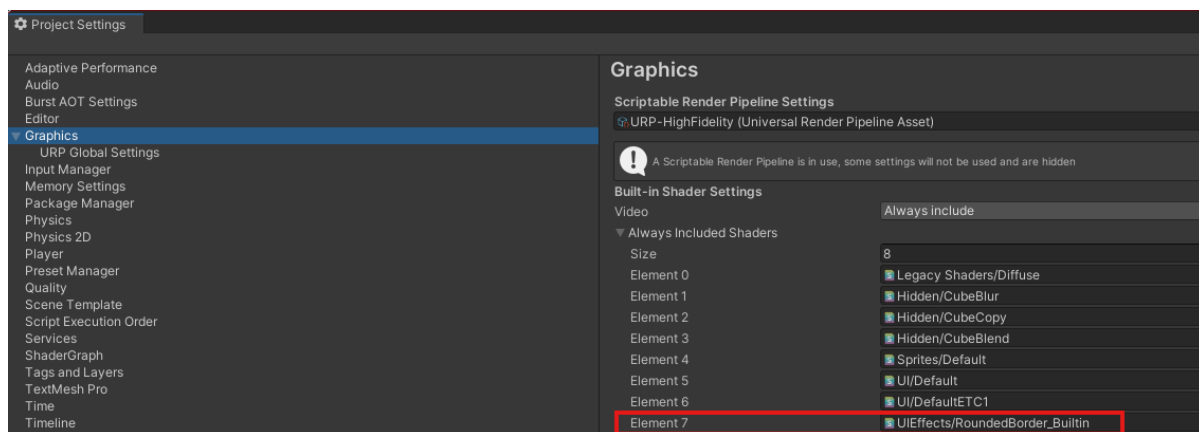 Project Settings
Adaptive Performance
Audio
Burst AOT Settings
Editor
Graphics
URP Global Settings
Input Manager
Memory Settings
Package Manager
Physics
Physics 2D
Player
Preset Manager
Quality
Scene Template
Script Execution Order
Services
ShaderGraph
Tags and Layers
TextMesh Pro
Time
Timeline
Graphics
Scriptable Render Pipeline Settings
URP-HighFidelity (Universal Render Pipeline Asset)
A Scriptable Render Pipeline is in use, some settings will not be used and are hidden
Built-in Shader Settings
Video Always include
Always Included Shaders
Size 8
Element 0 Legacy Shaders/Diffuse
Element 1 Hidden/CubeBlur
Element 2 Hidden/CubeCopy
Element 3 Hidden/CubeBlend
Element 4 Sprites/Default
Element 5 UI/Default
Element 6 UI/DefaultETC1
Element 7 UIEffects/RoundedBorder_Builtin